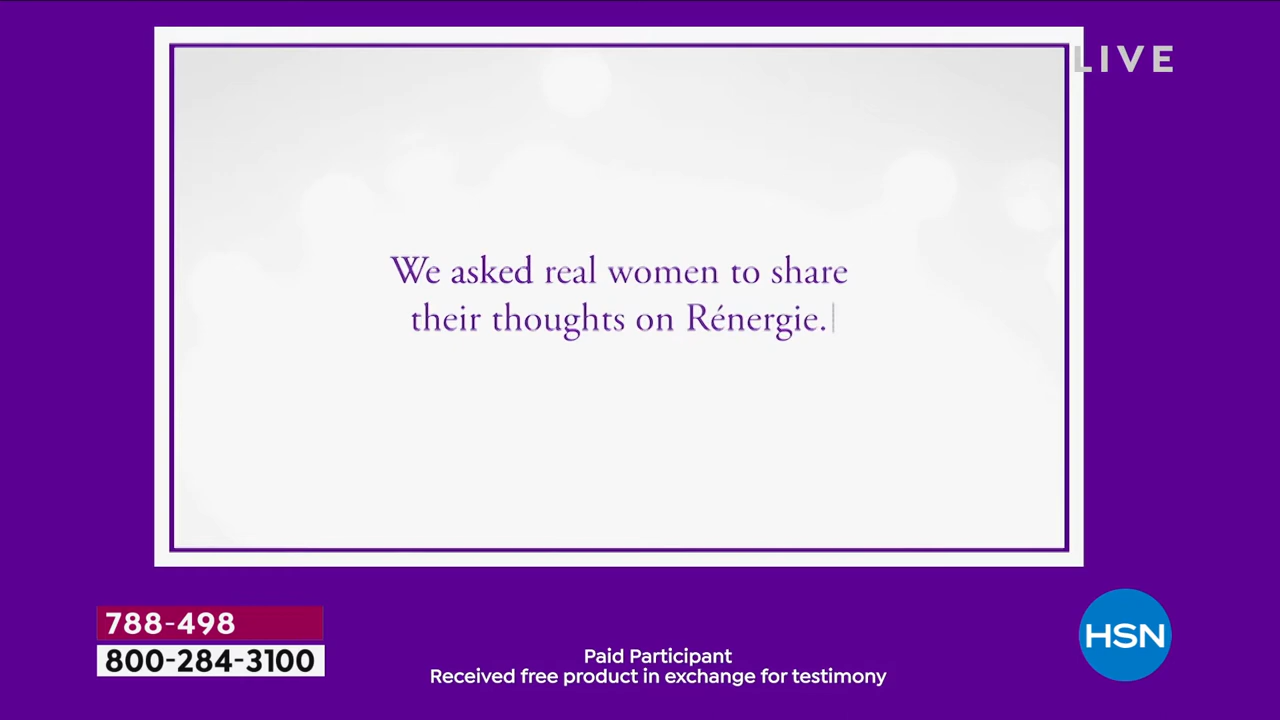 LIVE
We asked real women to share
their thoughts on Rénergie.
788-498
800-284-3100
Paid Participant
Received free product in exchange for testimony
HSN